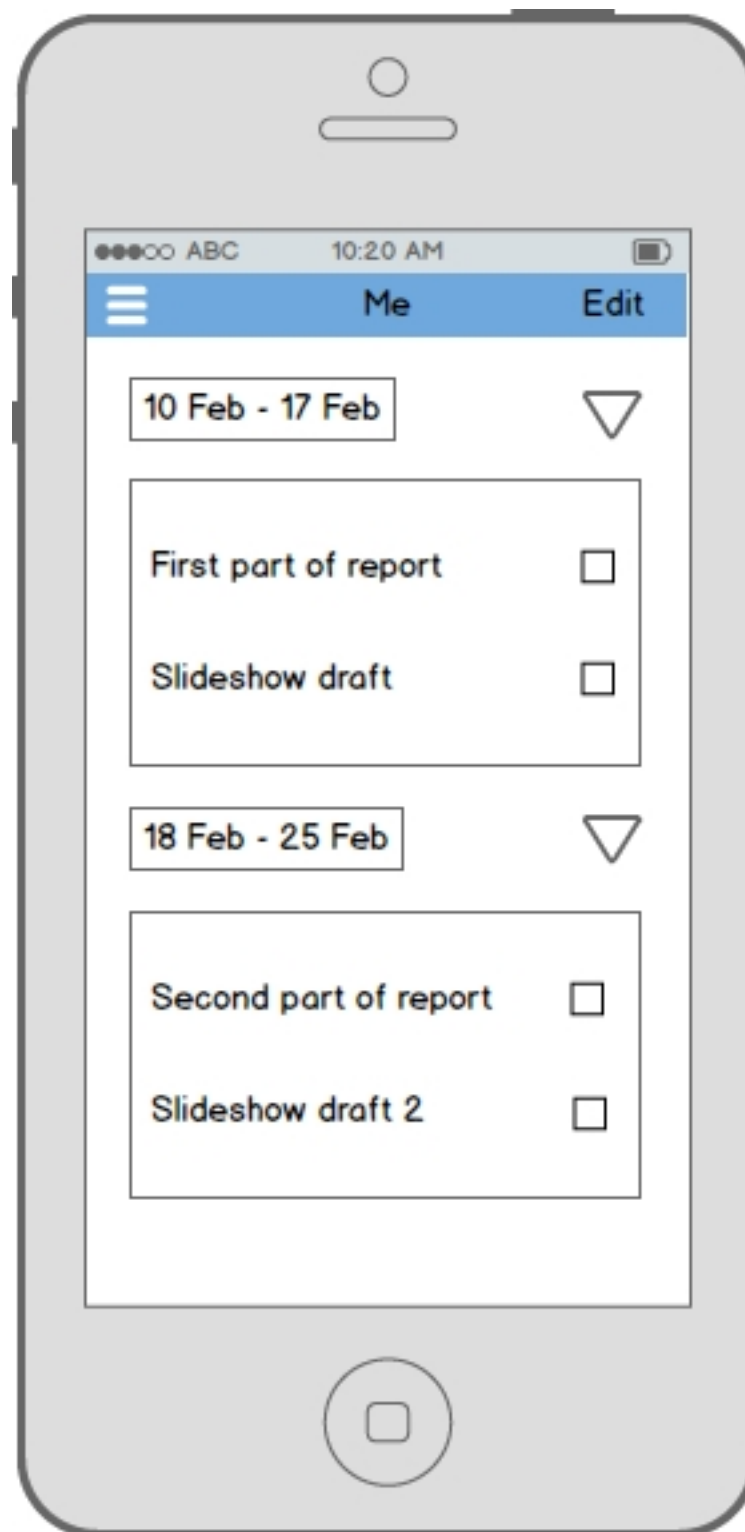 ABC 10:20 AM
Me Edit
10 Feb - 17 Feb
First part of report
Slideshow draft
18 Feb - 25 Feb
Second part of report
Slideshow draft 2